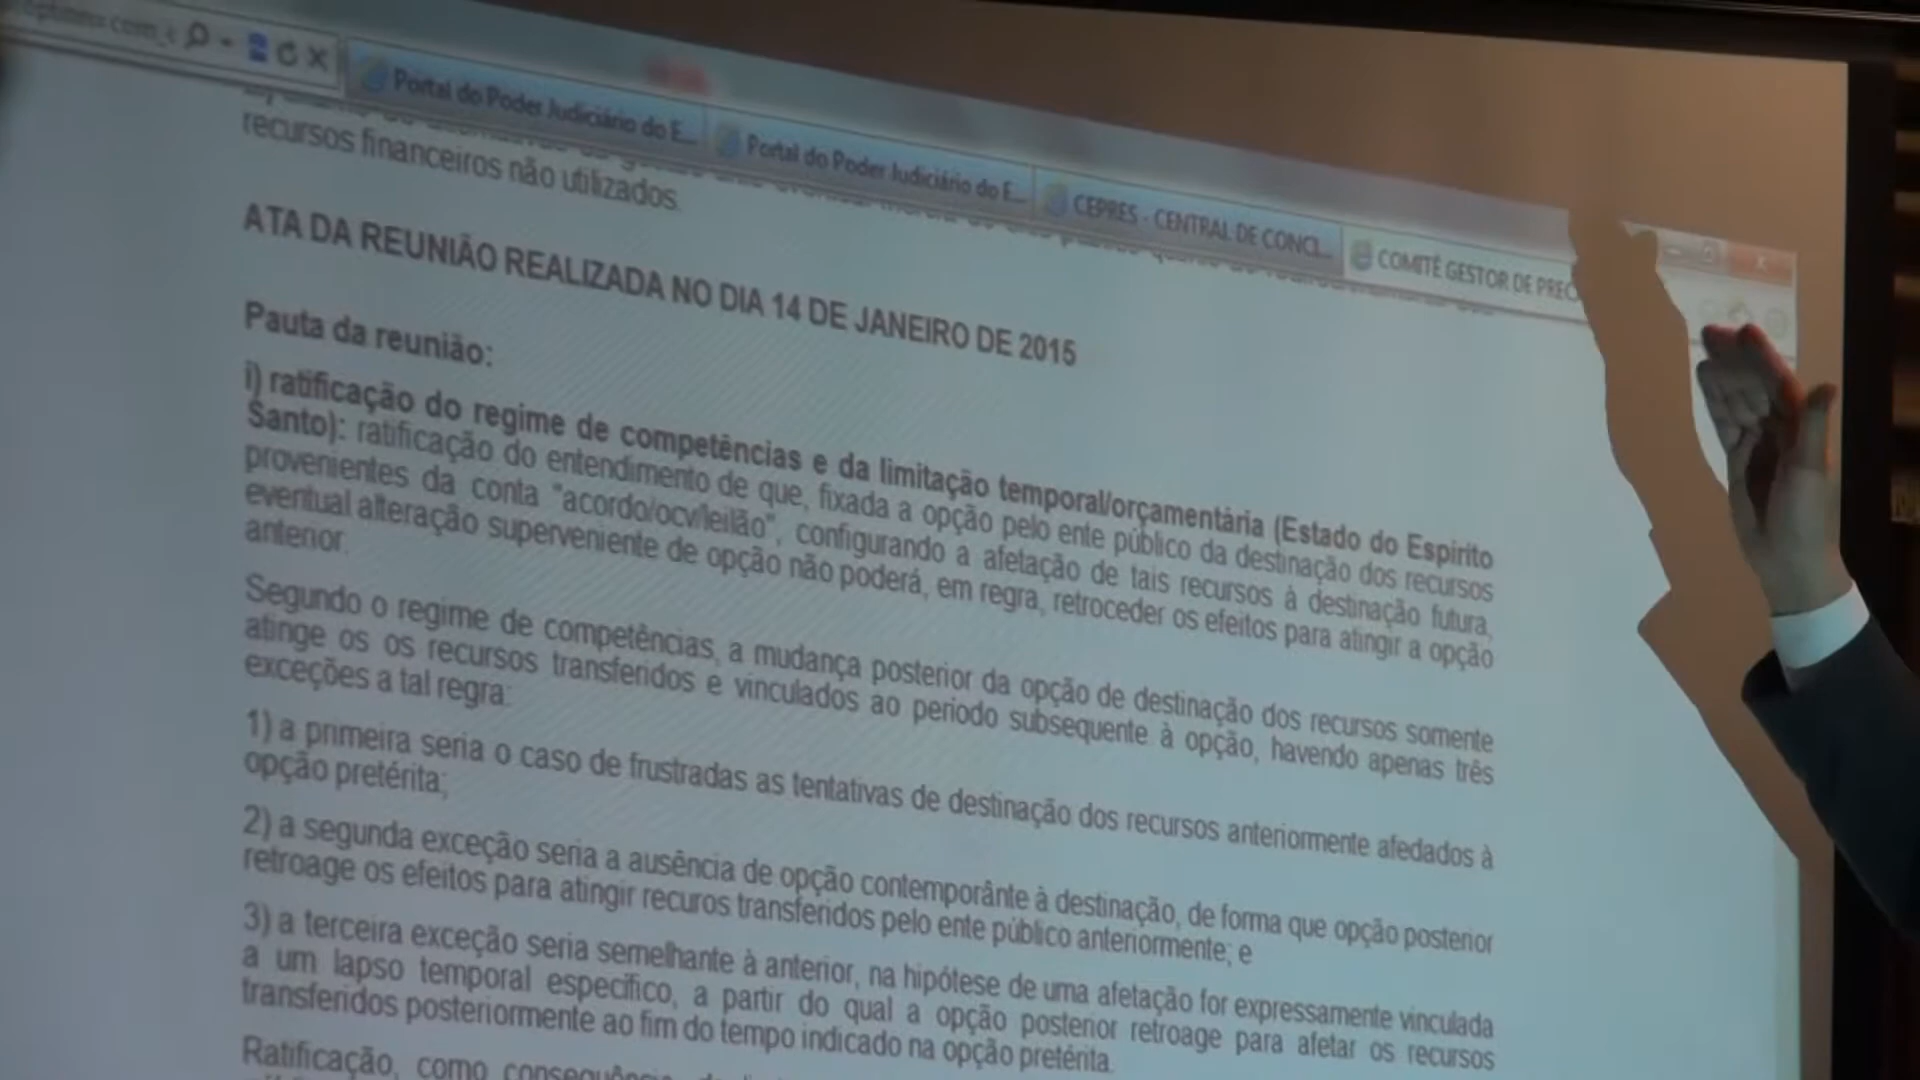 Portal do Poder Judiciário do E...
Portal do Poder Judiciário do E...
CEPRES - CENTRAL DE CONCI...
COMITÊ GESTOR DE PREC
recursos financeiros não utilizados.
ATA DA REUNIÃO REALIZADA NO DIA 14 DE JANEIRO DE 2015
Pauta da reunião:
i) ratificação do regime de competências e da limitação temporal/orçamentária (Estado do Espirito
Santo): ratificação do entendimento de que, fixada a opção pelo ente público da destinação dos recursos
provenientes da conta "acordo/ocv/leilão", configurando a afetação de tais recursos à destinação futura,
eventual alteração superveniente de opção não poderá, em regra, retroceder os efeitos para atingir a opção
anterior.
Segundo o regime de competências, a mudança posterior da opção de destinação dos recursos somente
atinge os os recursos transferidos e vinculados ao periodo subsequente à opção, havendo apenas três
exceções a tal regra:
1) a primeira seria o caso de frustradas as tentativas de destinação dos recursos anteriormente afedados à
opção pretérita;
2) a segunda exceção seria a ausência de opção contemporânte à destinação, de forma que opção posterior
retroage os efeitos para atingir recuros transferidos pelo ente público anteriormente; e
3) a terceira exceção seria semelhante à anterior, na hipótese de uma afetação for expressamente vinculada
a um lapso temporal específico, a partir do qual a opção posterior retroage para afetar os recursos
transferidos posteriormente ao fim do tempo indicado na opção pretérita.
Ratificação, como